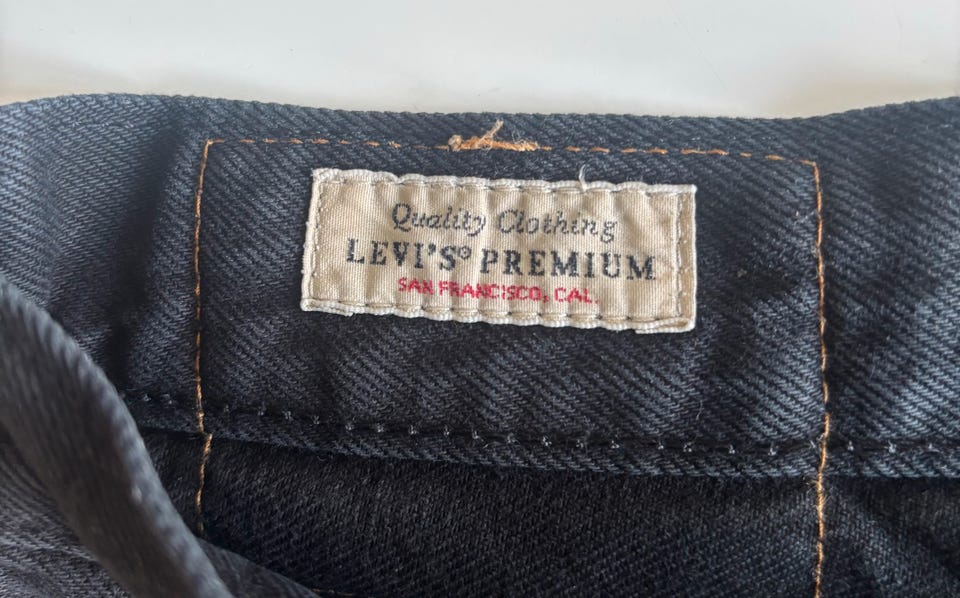 Quality Clothing
LEVI'S® PREMIUM
SAN FRANCISCO, CAL.